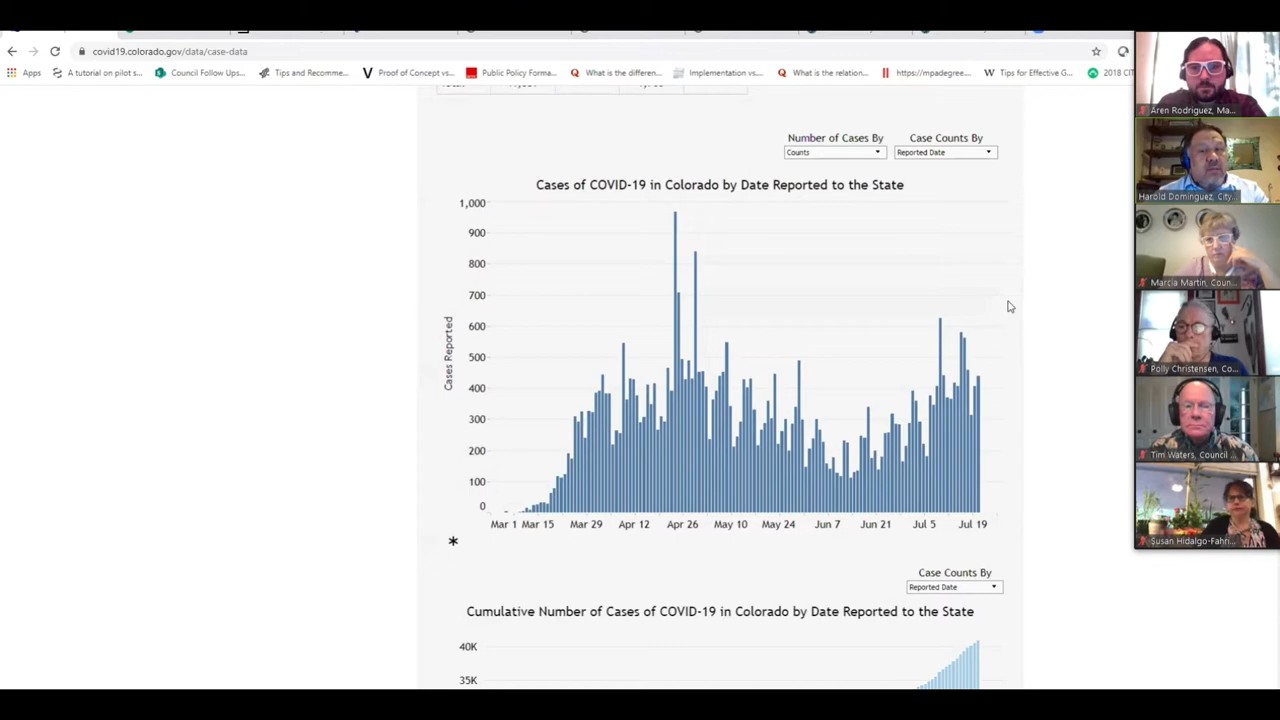 covid19.colorado.gov/data/case-data
Apps
A tutorial on pilot s...
Council Follow Ups...
Tips and Recomme...
Proof of Concept vs...
Public Policy Forma...
What is the differen...
Implementation vs....
What is the relation...
https://mpadegree...
Tips for Effective G...
2018 CIT
Number of Cases By
Case Counts By
Counts
Reported Date
Cases of COVID-19 in Colorado by Date Reported to the State
Cases Reported
1,000
900
800
700
600
500
400
300
200
100
0
Mar 1 Mar 15 Mar 29 Apr 12 Apr 26 May 10 May 24 Jun 7 Jun 21 Jul 5 Jul 19
*
Case Counts By
Reported Date
Cumulative Number of Cases of COVID-19 in Colorado by Date Reported to the State
40K
35K
Aren Rodriguez, Ma...
Harold Dominguez, City...
Marcia Martin, Coun...
Polly Christensen, Co...
Tim Waters, Council ...
Susan Hidalgo-Fahri...